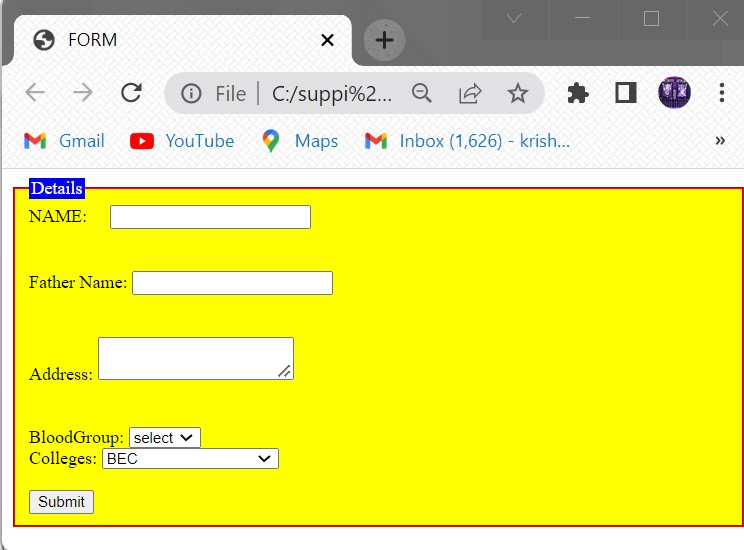 FORM
File C:/suppi%2...
Gmail YouTube Maps Inbox (1,626) - krish... »
Details
NAME:
Father Name:
Address:
BloodGroup: select
Colleges: BEC
Submit